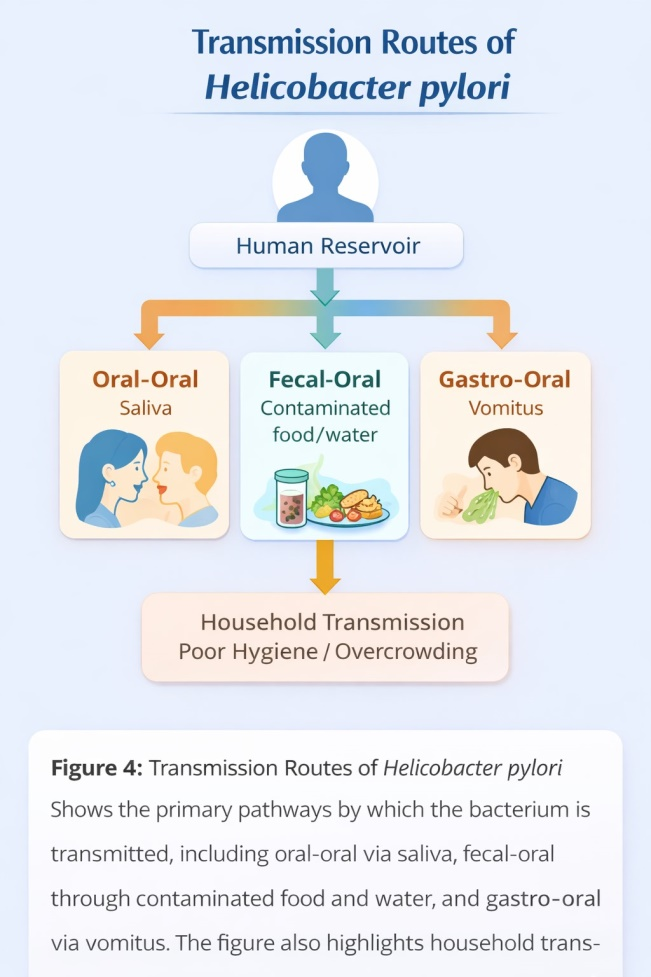 Transmission Routes of
Helicobacter pylori
Human Reservoir
Oral-Oral
Saliva
Fecal-Oral
Contaminated
food/water
Gastro-Oral
Vomitus
Household Transmission
Poor Hygiene / Overcrowding
Figure 4: Transmission Routes of Helicobacter pylori
Shows the primary pathways by which the bacterium is
transmitted, including oral-oral via saliva, fecal-oral
through contaminated food and water, and gastro-oral
via vomitus. The figure also highlights household trans-